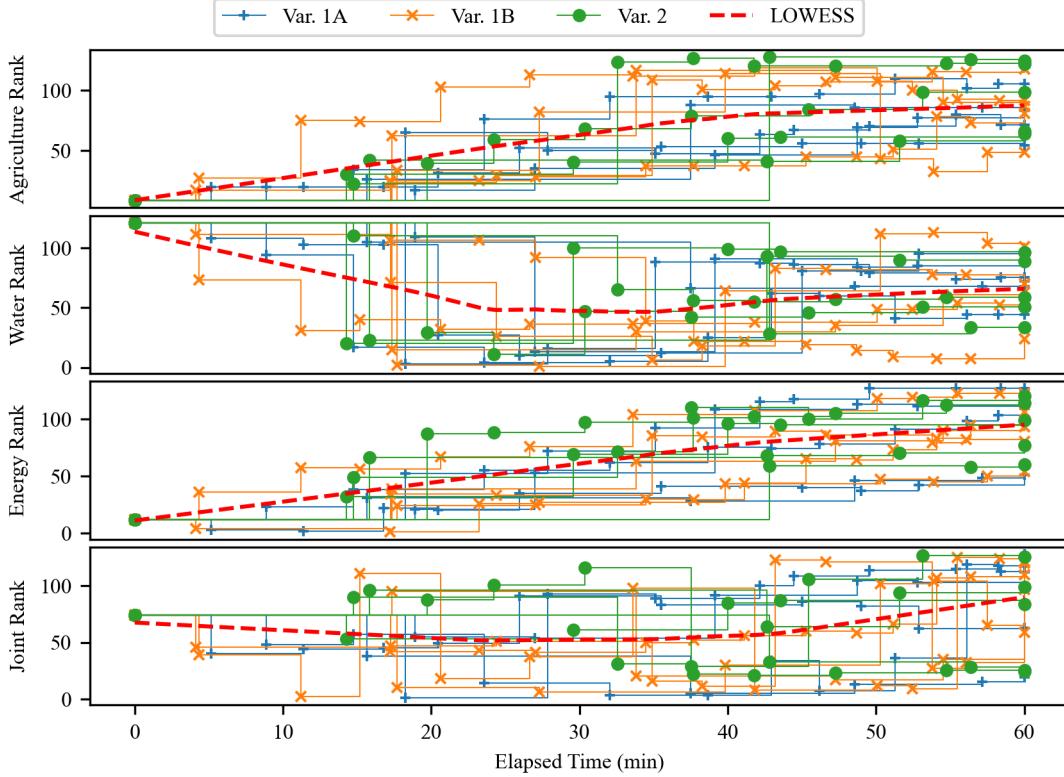 Var. 1A Var. 1B Var. 2 LOWESS
Agriculture Rank
100
50
Water Rank
100
50
0
Energy Rank
100
50
0
Joint Rank
100
50
0
0 10 20 30 40 50 60
Elapsed Time (min)